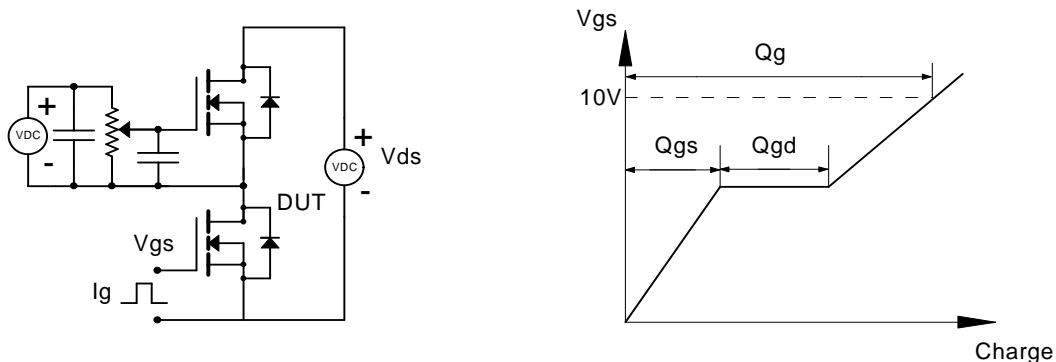 +
VDC
-
+
VDC
-
Vds
DUT
Vgs
Ig
Vgs
Qg
10V
Qgs
Qgd
Charge